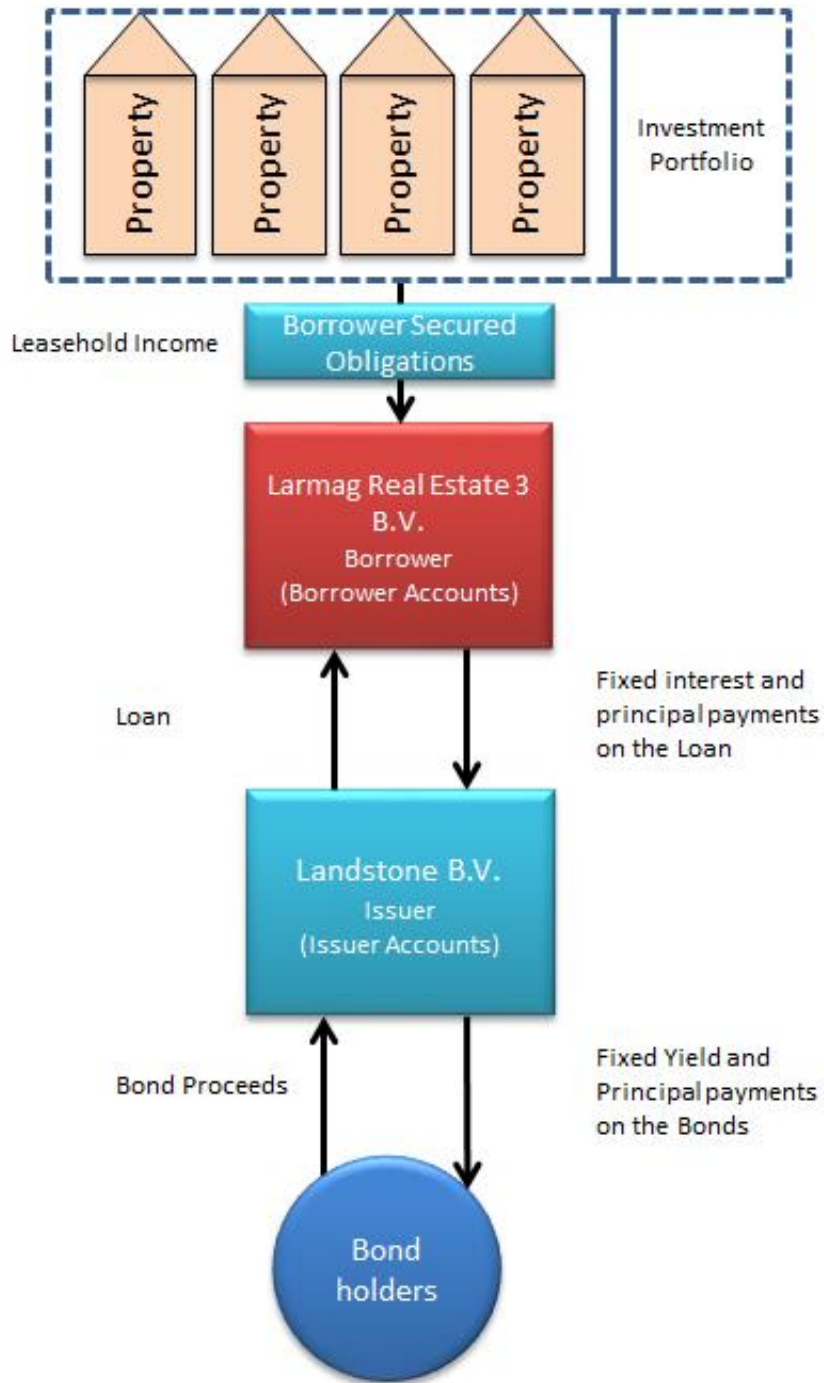 Property
Property
Property
Property
Investment
Portfolio
Leasehold Income
Borrower Secured
Obligations
Larmag Real Estate 3
B.V.
Borrower
(Borrower Accounts)
Loan
Fixed interest and
principal payments
on the Loan
Landstone B.V.
Issuer
(Issuer Accounts)
Bond Proceeds
Fixed Yield and
Principal payments
on the Bonds
Bond
holders